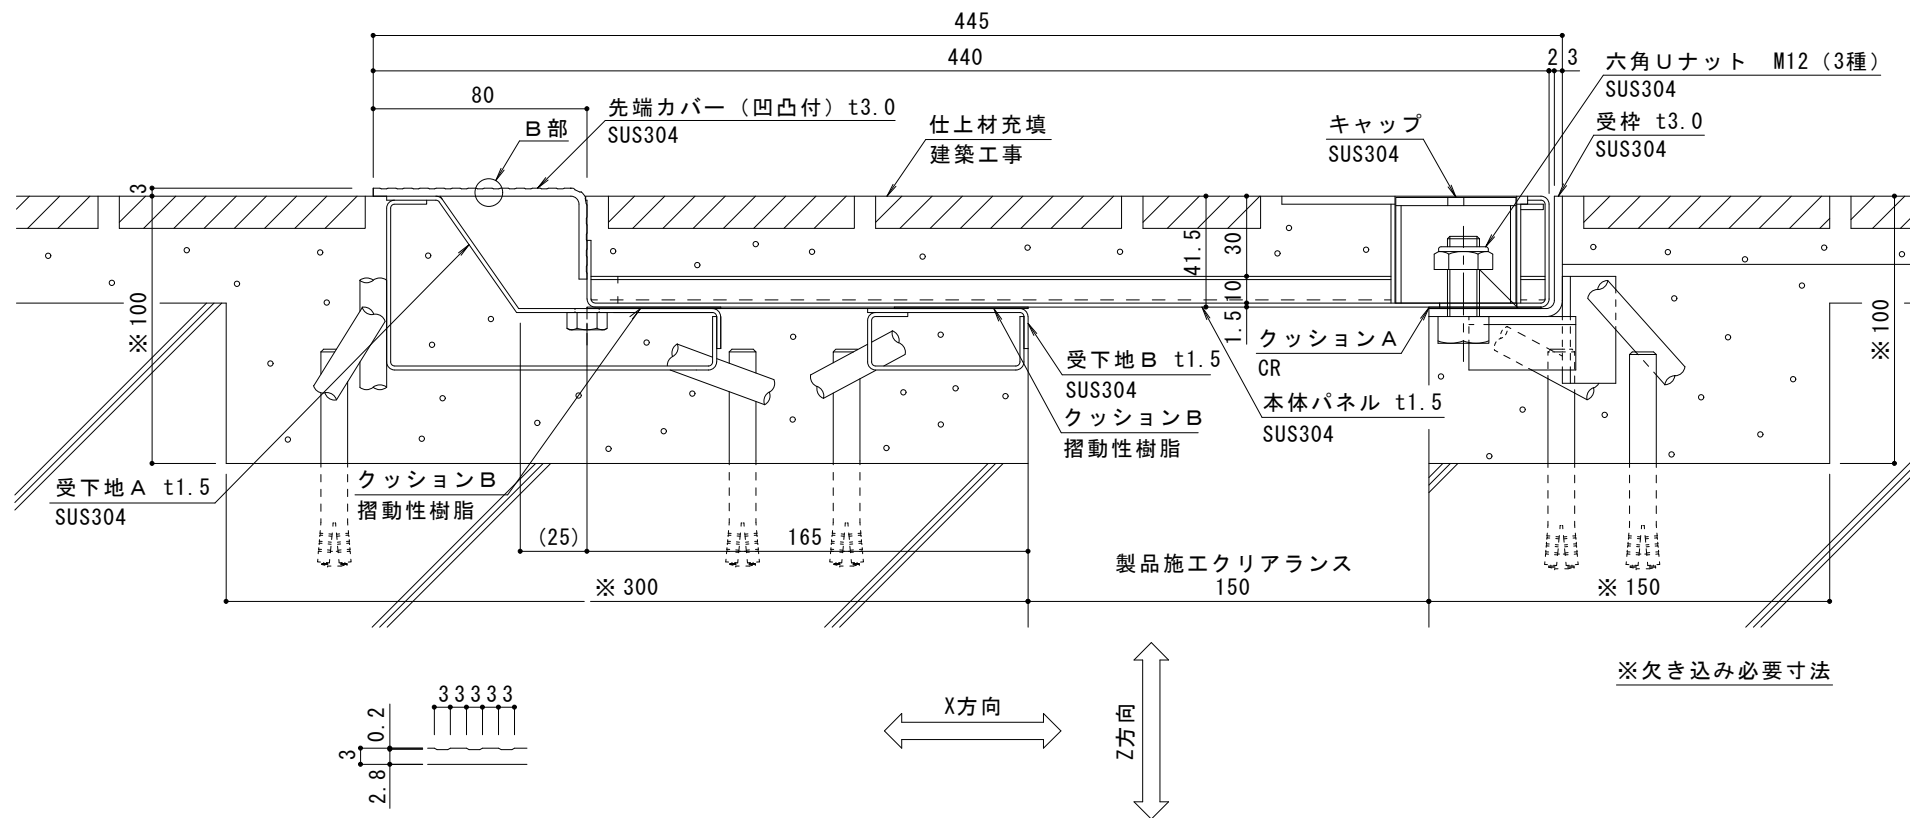 445
440
2
3
80
六角Uナット M12（3種）
SUS304
先端カバー（凹凸付）t3.0
SUS304
B部
仕上材充填
建築工事
キャップ
SUS304
受枠 t3.0
SUS304
3
※100
41.5
30
10
1.5
※100
受下地B t1.5
SUS304
クッションA
CR
クッションB
摺動性樹脂
本体パネル t1.5
SUS304
受下地A t1.5
SUS304
クッションB
摺動性樹脂
(25)
165
製品施工クリアランス
※300
150
※150
※欠き込み必要寸法
33333
0.2
3
2.8
X方向
Z方向